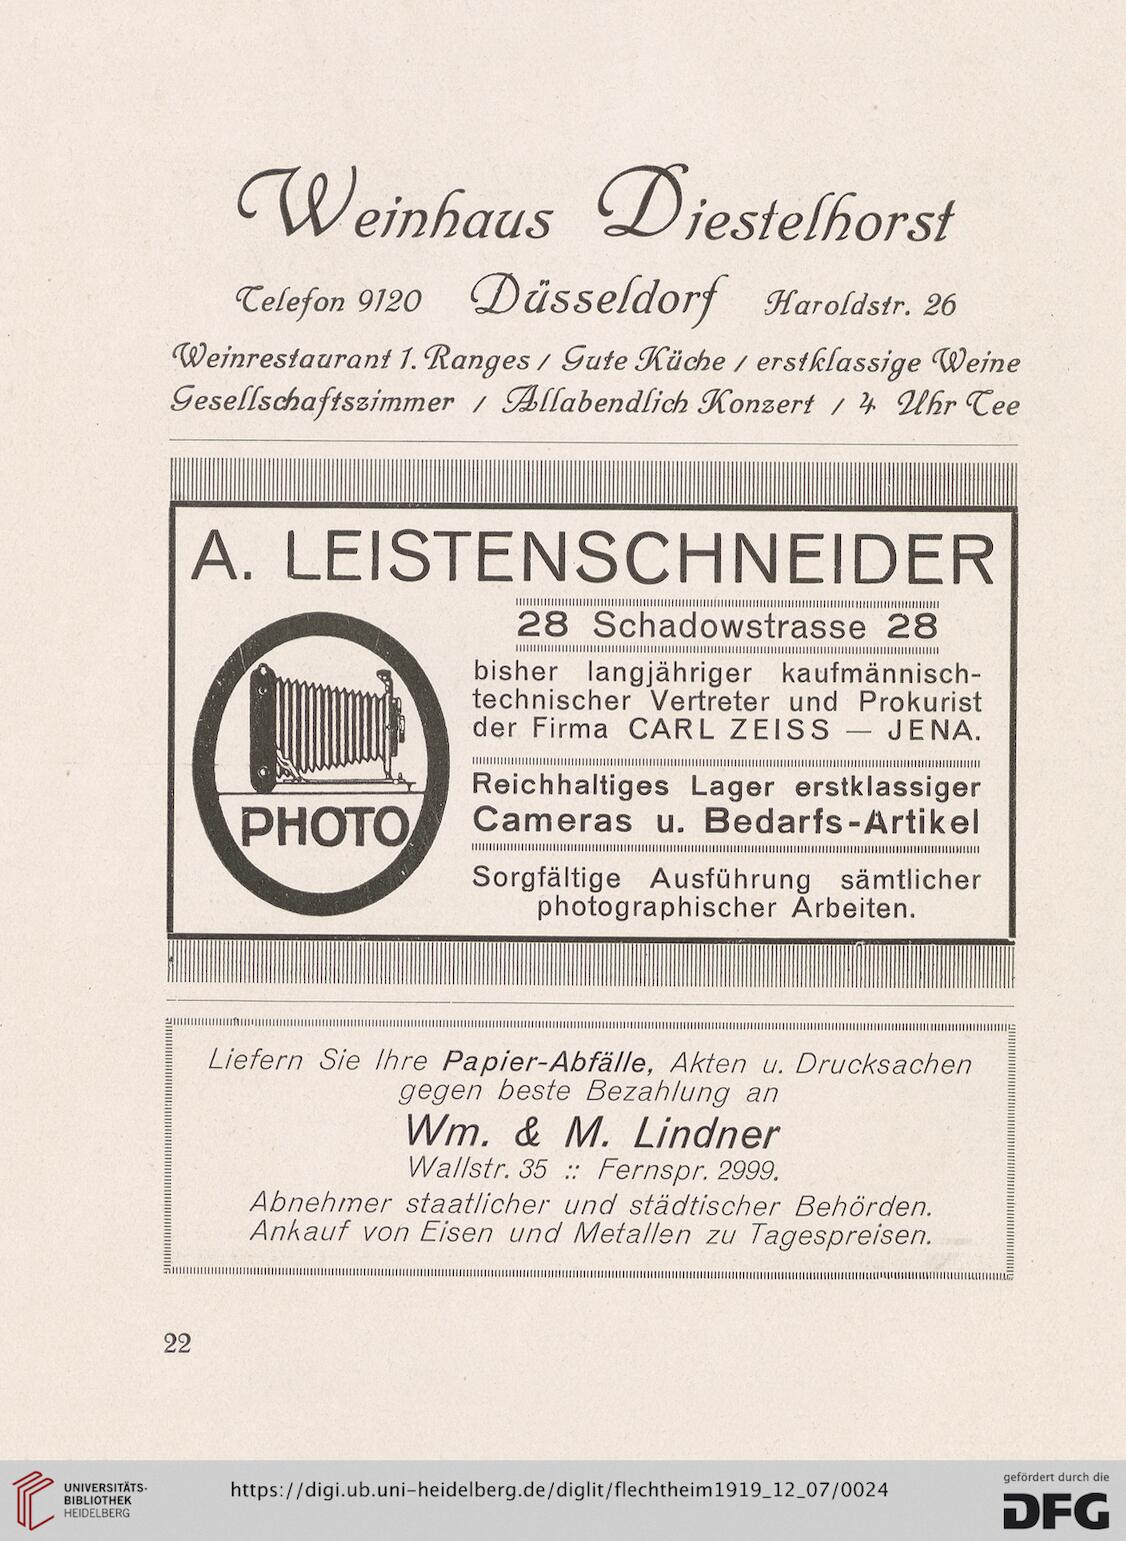 Weinhaus Diestelhorst
Telefon 9120 Düsseldorf Haroldstr. 26
Weinrestaurant 1. Ranges / Gute Küche / erstklassige Weine
Gesellschaftszimmer / Allabendlich Konzert / 4 Uhr Tee
A. LEISTENSCHNEIDER
28 Schadowstrasse 28
bisher langjähriger kaufmännisch-
technischer Vertreter und Prokurist
der Firma CARL ZEISS — JENA.
Reichhaltiges Lager erstklassiger
Cameras u. Bedarfs-Artikel
Sorgfältige Ausführung sämtlicher
photographischer Arbeiten.
PHOTO
Liefern Sie Ihre Papier-Abfälle, Akten u. Drucksachen
gegen beste Bezahlung an
Wm. & M. Lindner
Wallstr. 35 :: Fernspr. 2999.
Abnehmer staatlicher und städtischer Behörden.
Ankauf von Eisen und Metallen zu Tagespreisen.
22
UNIVERSITÄTS-
BIBLIOTHEK
HEIDELBERG
https://digi.ub.uni-heidelberg.de/diglit/flechtheim1919_12_07/0024
gefördert durch die
DFG